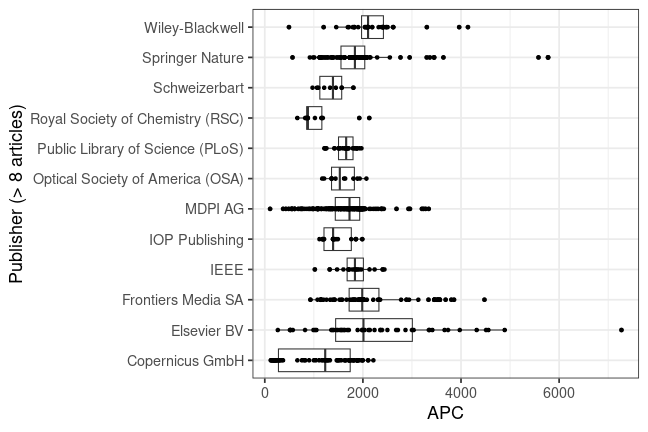 Publisher (> 8 articles)
Wiley-Blackwell
Springer Nature
Schweizerbart
Royal Society of Chemistry (RSC)
Public Library of Science (PLoS)
Optical Society of America (OSA)
MDPI AG
IOP Publishing
IEEE
Frontiers Media SA
Elsevier BV
Copernicus GmbH
0 2000 4000 6000
APC